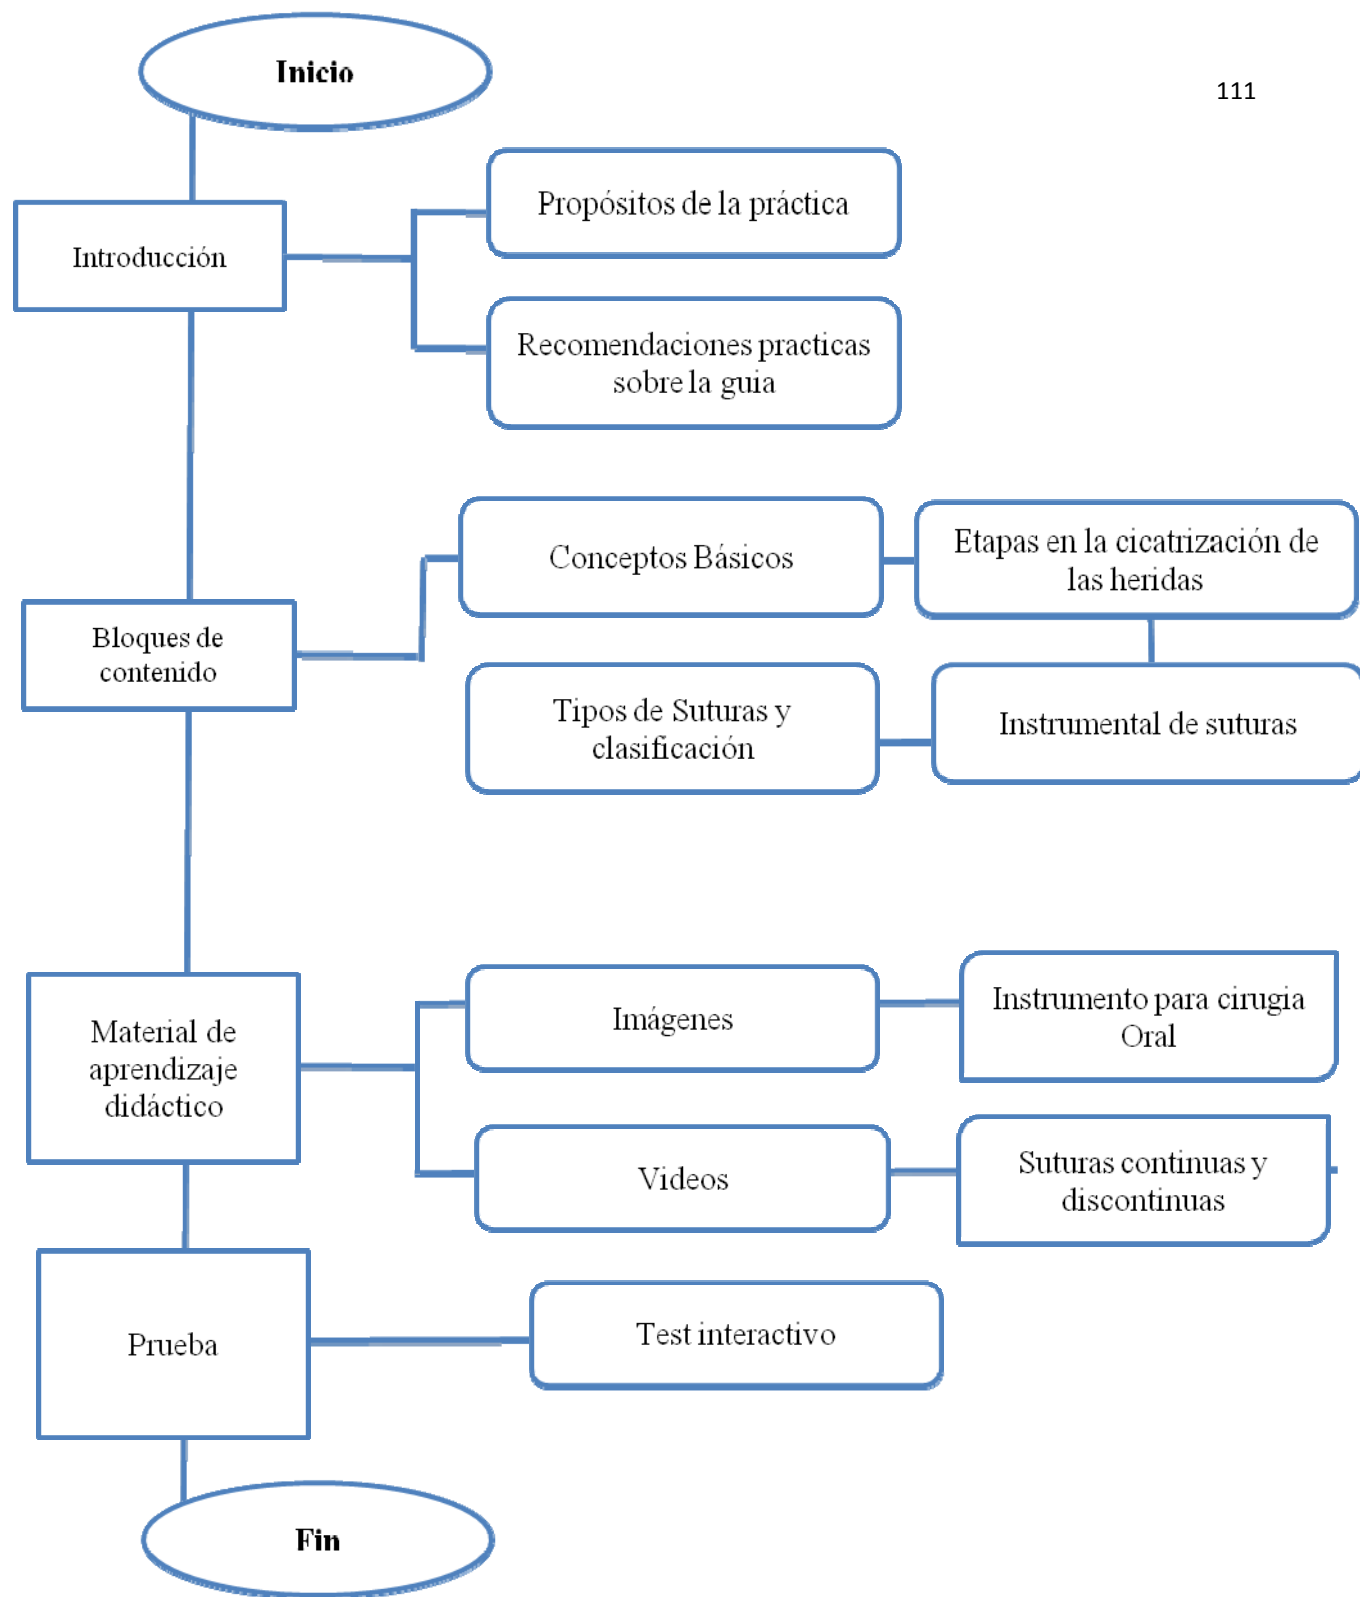 Inicio
111
Propósitos de la práctica
Introducción
Recomendaciones practicas
sobre la guia
Conceptos Básicos
Etapas en la cicatrización de
las heridas
Bloques de
contenido
Tipos de Suturas y
clasificación
Instrumental de suturas
Material de
aprendizaje
didáctico
Imágenes
Instrumento para cirugia
Oral
Videos
Suturas continuas y
discontinuas
Prueba
Test interactivo
Fin